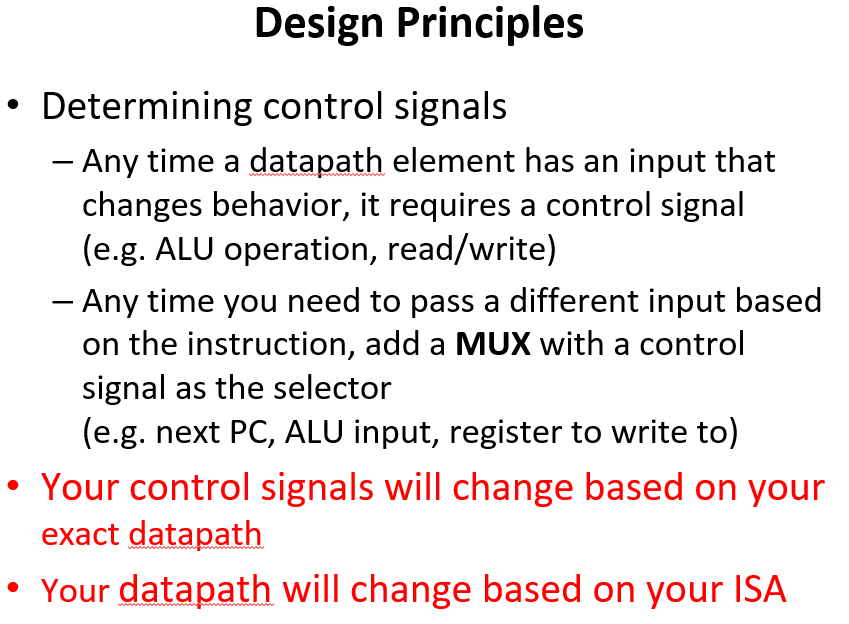 Design Principles
• Determining control signals
– Any time a datapath element has an input that
changes behavior, it requires a control signal
(e.g. ALU operation, read/write)
– Any time you need to pass a different input based
on the instruction, add a MUX with a control
signal as the selector
(e.g. next PC, ALU input, register to write to)
• Your control signals will change based on your
exact datapath
• Your datapath will change based on your ISA